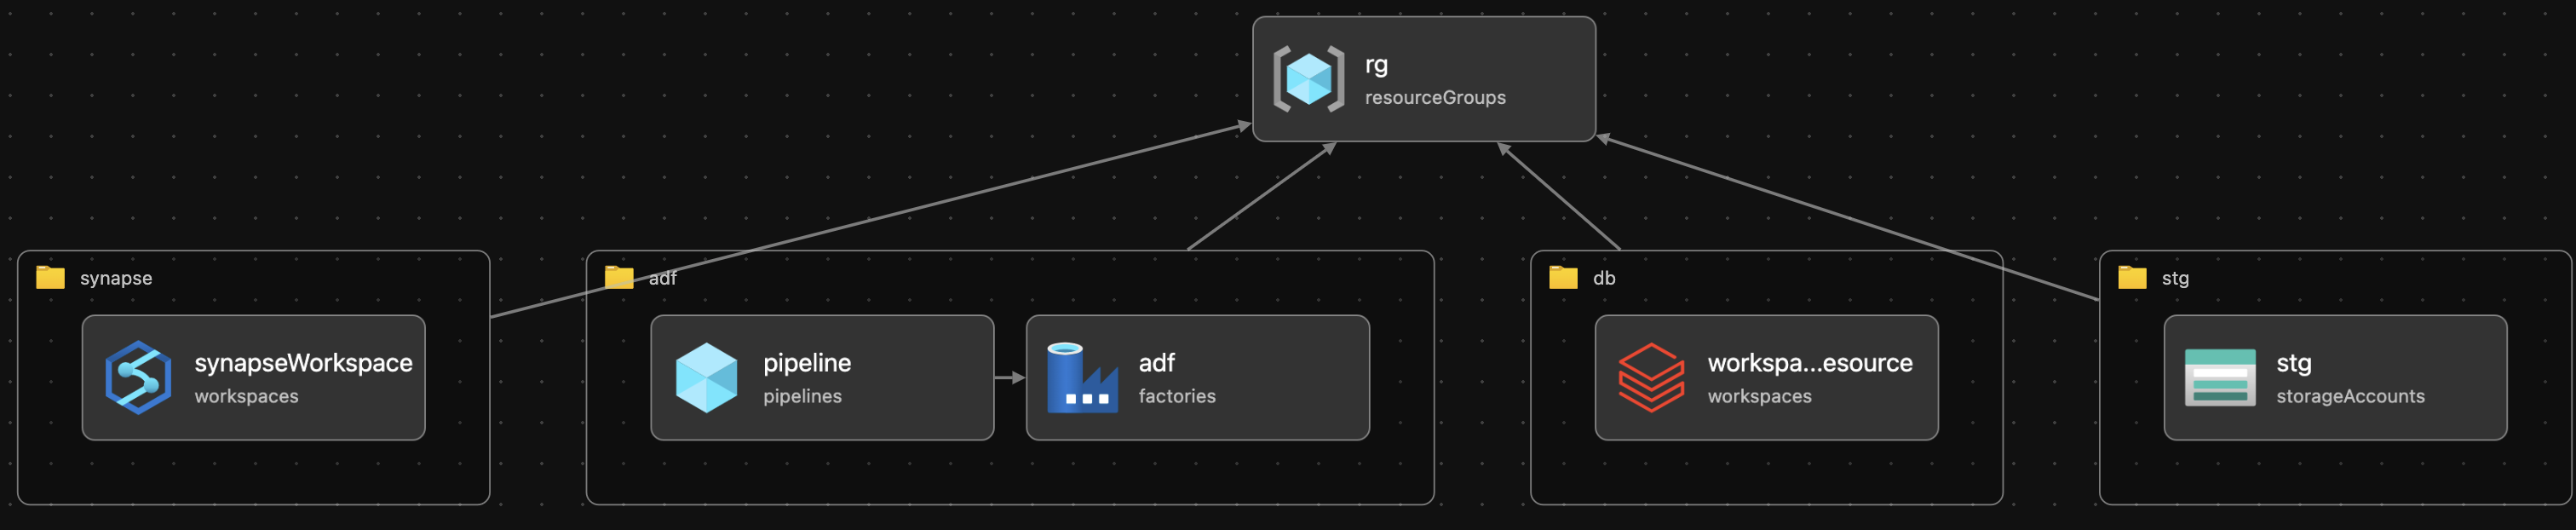 rg
resourceGroups
synapse
synapseWorkspace
workspaces
adf
pipeline
pipelines
adf
factories
db
workspa...esource
workspaces
stg
stg
storageAccounts